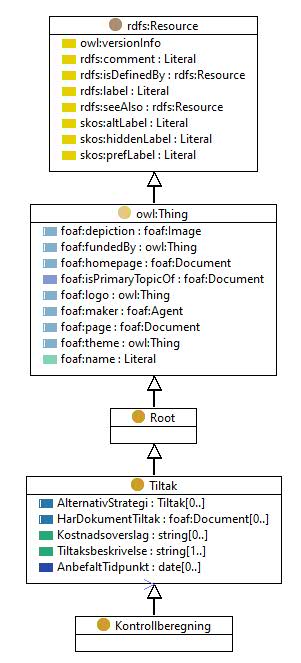 rdfs:Resource
owl:versionInfo
rdfs:comment : Literal
rdfs:isDefinedBy : rdfs:Resource
rdfs:label : Literal
rdfs:seeAlso : rdfs:Resource
skos:altLabel : Literal
skos:hiddenLabel : Literal
skos:prefLabel : Literal
owl:Thing
foaf:depiction : foaf:Image
foaf:fundedBy : owl:Thing
foaf:homepage : foaf:Document
foaf:isPrimaryTopicOf : foaf:Document
foaf:logo : owl:Thing
foaf:maker : foaf:Agent
foaf:page : foaf:Document
foaf:theme : owl:Thing
foaf:name : Literal
Root
Tiltak
AlternativStrategi : Tiltak[0..]
HarDokumentTiltak : foaf:Document[0..]
Kostnadsoverslag : string[0..]
Tiltaksbeskrivelse : string[1..]
AnbefaltTidpunkt : date[0..]
Kontrollberegning